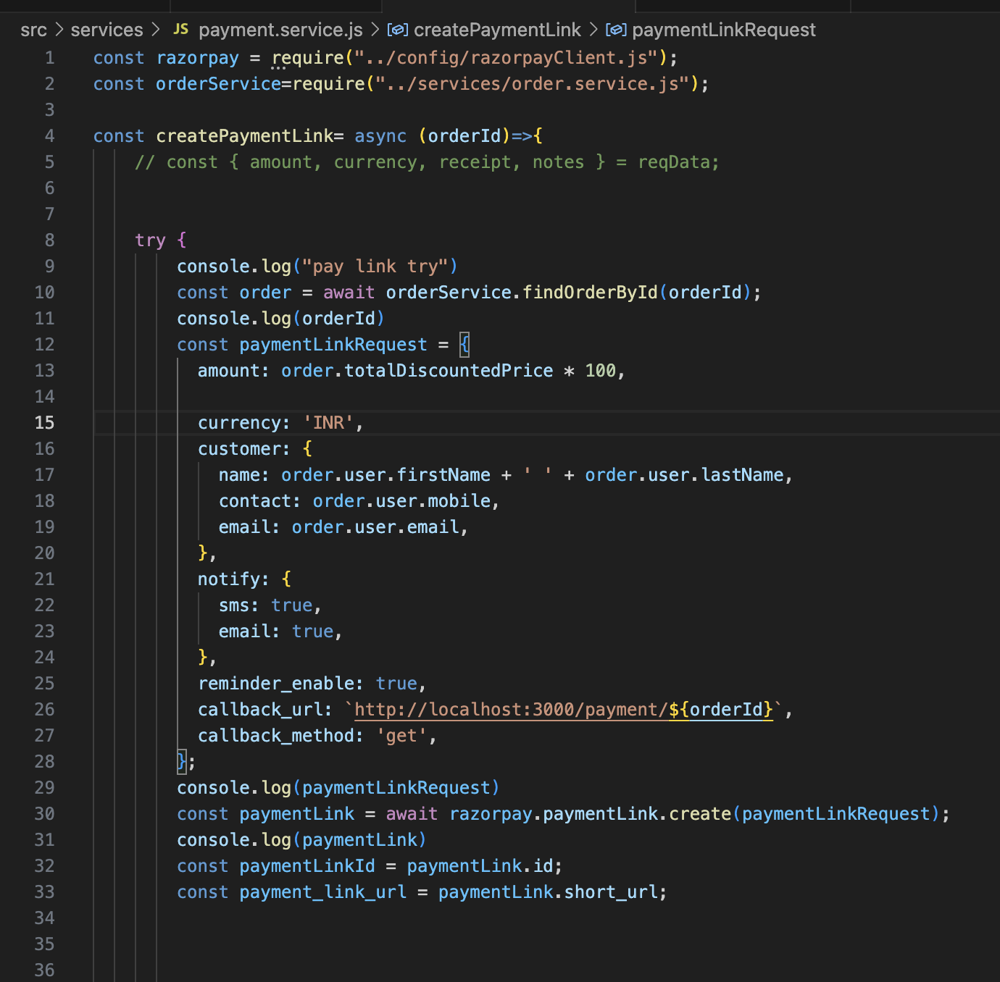 src > services > JS payment.service.js > createPaymentLink > paymentLinkRequest
1 const razorpay = require("../config/razorpayClient.js");
2 const orderService=require("../services/order.service.js");
3
4 const createPaymentLink= async (orderId)=>{
5 // const { amount, currency, receipt, notes } = reqData;
6
7
8 try {
9 console.log("pay link try")
10 const order = await orderService.findOrderById(orderId);
11 console.log(orderId)
12 const paymentLinkRequest = {
13 amount: order.totalDiscountedPrice * 100,
14
15 currency: 'INR',
16 customer: {
17 name: order.user.firstName + ' ' + order.user.lastName,
18 contact: order.user.mobile,
19 email: order.user.email,
20 },
21 notify: {
22 sms: true,
23 email: true,
24 },
25 reminder_enable: true,
26 callback_url: `http://localhost:3000/payment/${orderId}`,
27 callback_method: 'get',
28 };
29 console.log(paymentLinkRequest)
30 const paymentLink = await razorpay.paymentLink.create(paymentLinkRequest);
31 console.log(paymentLink)
32 const paymentLinkId = paymentLink.id;
33 const payment_link_url = paymentLink.short_url;
34
35
36